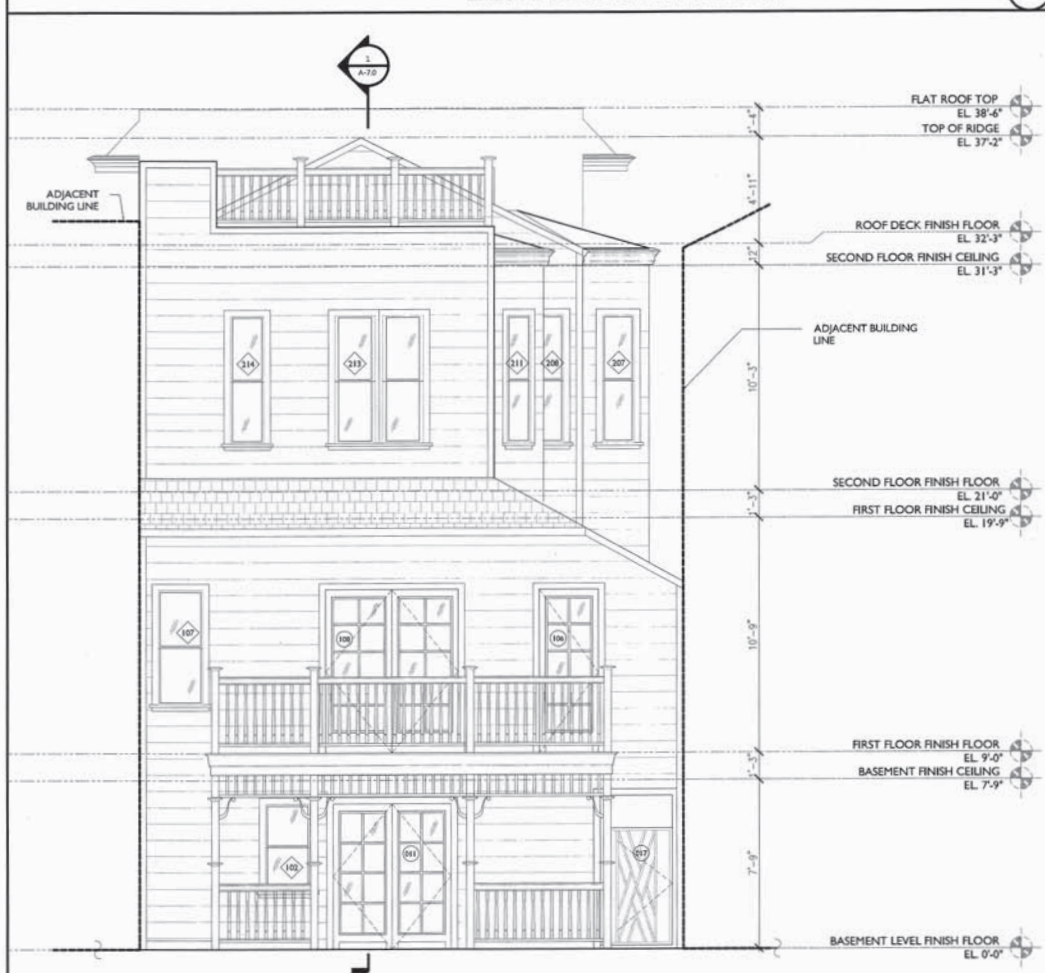 1
A-7.0
FLAT ROOF TOP
EL. 38'-6"
TOP OF RIDGE
EL. 37'-2"
4'-11"
ADJACENT
BUILDING LINE
ROOF DECK FINISH FLOOR
EL. 32'-3"
12"
SECOND FLOOR FINISH CEILING
EL. 31'-3"
ADJACENT BUILDING
LINE
214
213
211
208
207
10'-3"
SECOND FLOOR FINISH FLOOR
EL. 21'-0"
1'-3"
FIRST FLOOR FINISH CEILING
EL. 19'-9"
107
108
106
10'-9"
FIRST FLOOR FINISH FLOOR
EL. 9'-0"
1'-3"
BASEMENT FINISH CEILING
EL. 7'-9"
102
011
017
7'-9"
BASEMENT LEVEL FINISH FLOOR
EL. 0'-0"